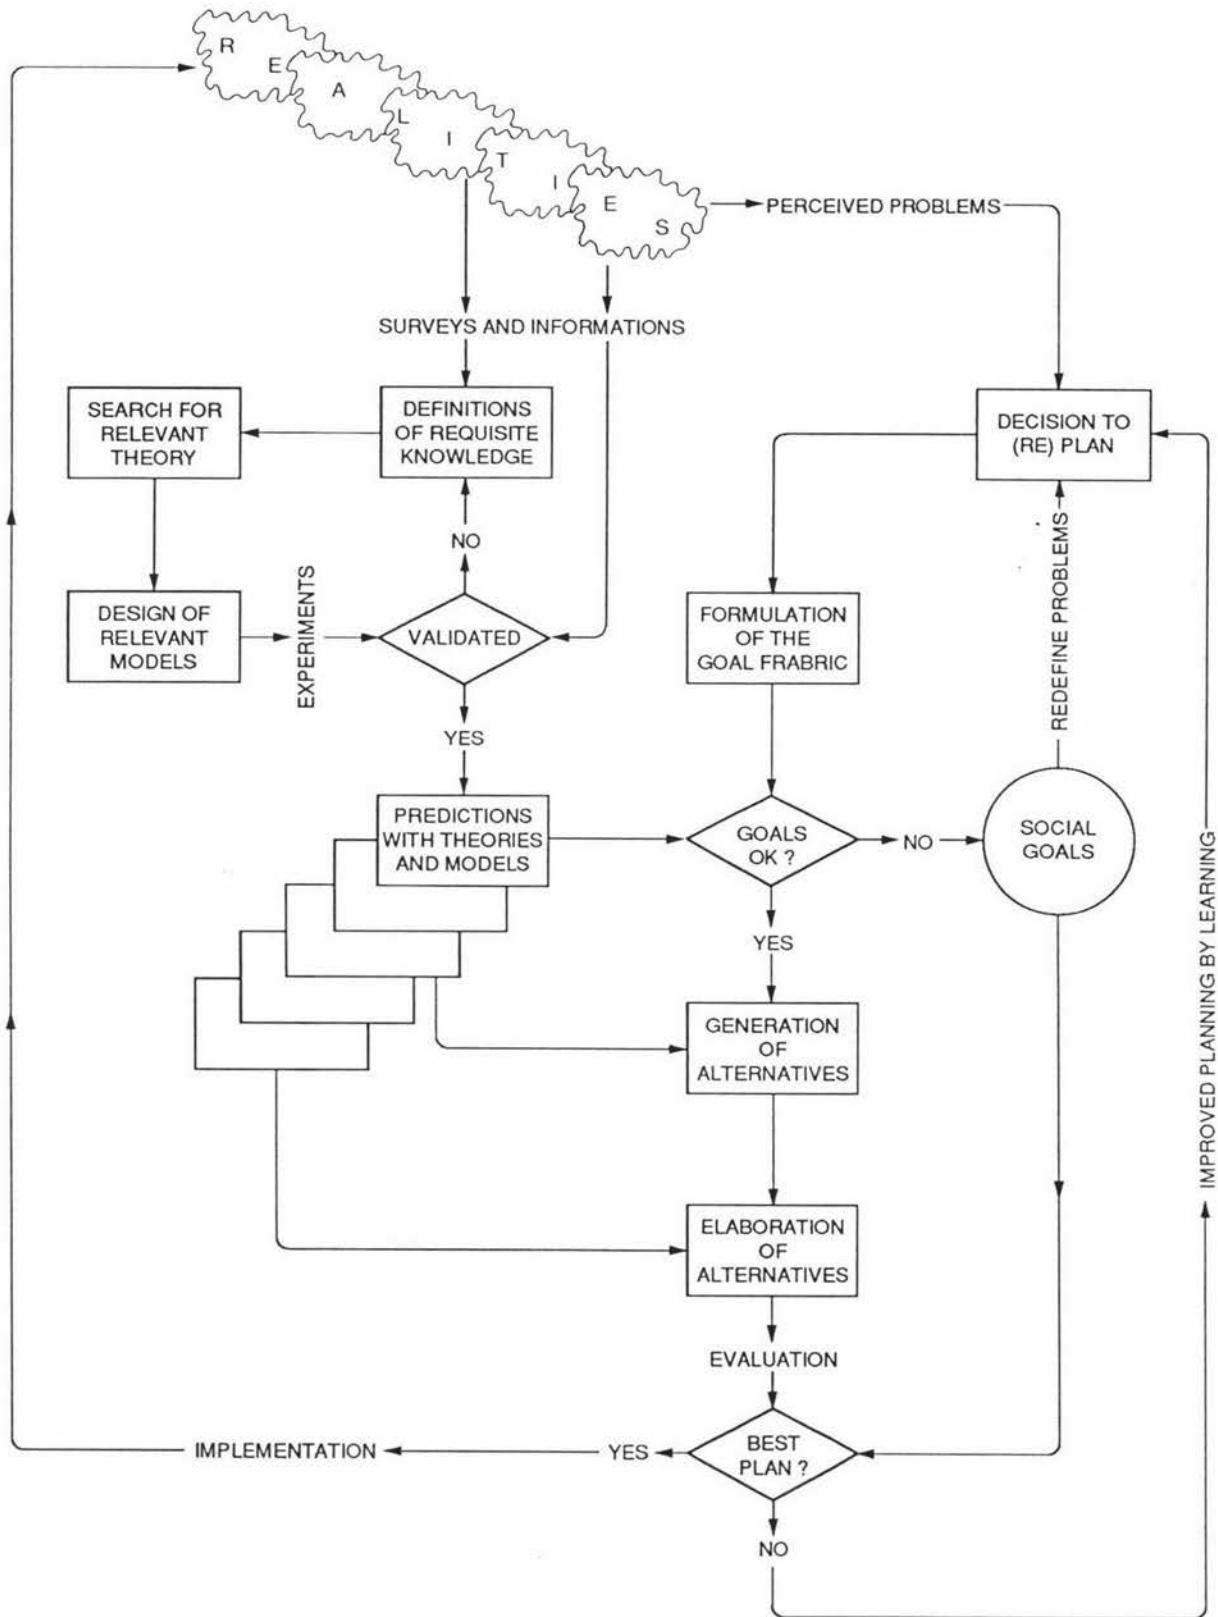 REALITIES
PERCEIVED PROBLEMS
SURVEYS AND INFORMATIONS
SEARCH FOR
RELEVANT
THEORY
DEFINITIONS
OF REQUISITE
KNOWLEDGE
DECISION TO
(RE) PLAN
NO
REDEFINE PROBLEMS
DESIGN OF
RELEVANT
MODELS
EXPERIMENTS
VALIDATED
FORMULATION
OF THE
GOAL FRABRIC
YES
PREDICTIONS
WITH THEORIES
AND MODELS
GOALS
OK ?
NO
SOCIAL
GOALS
YES
IMPROVED PLANNING BY LEARNING
GENERATION
OF
ALTERNATIVES
ELABORATION
OF
ALTERNATIVES
EVALUATION
BEST
PLAN ?
YES
IMPLEMENTATION
NO